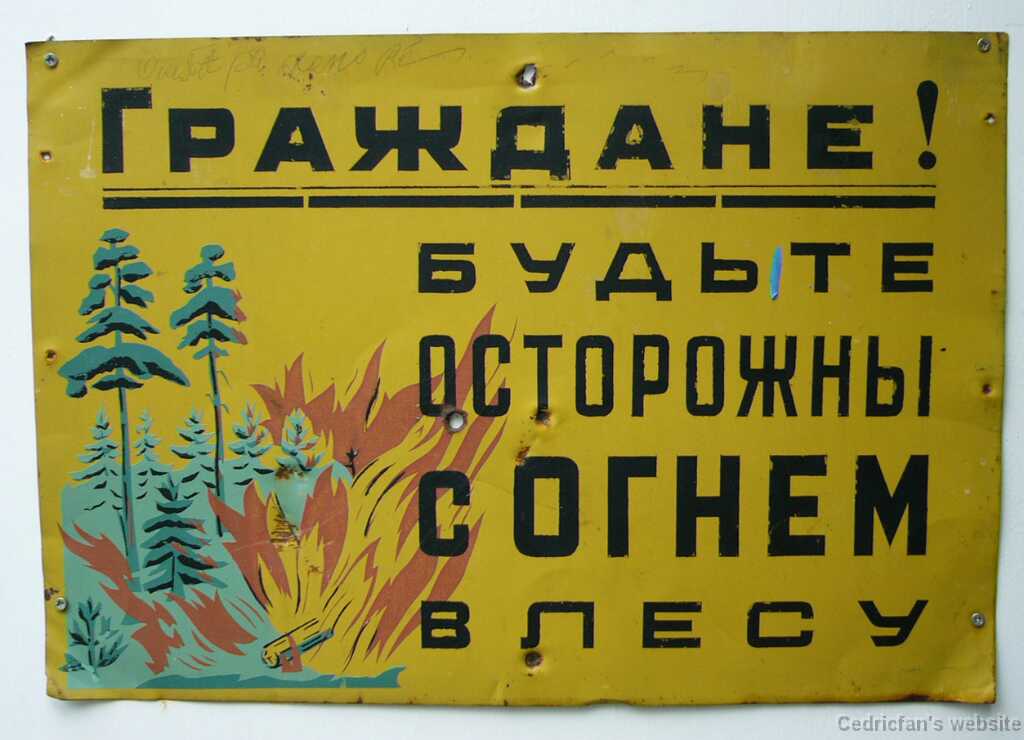 Граждане!
БУДЬТЕ
ОСТОРОЖНЫ
С ОГНЕМ
В ЛЕСУ
Cedricfan's website